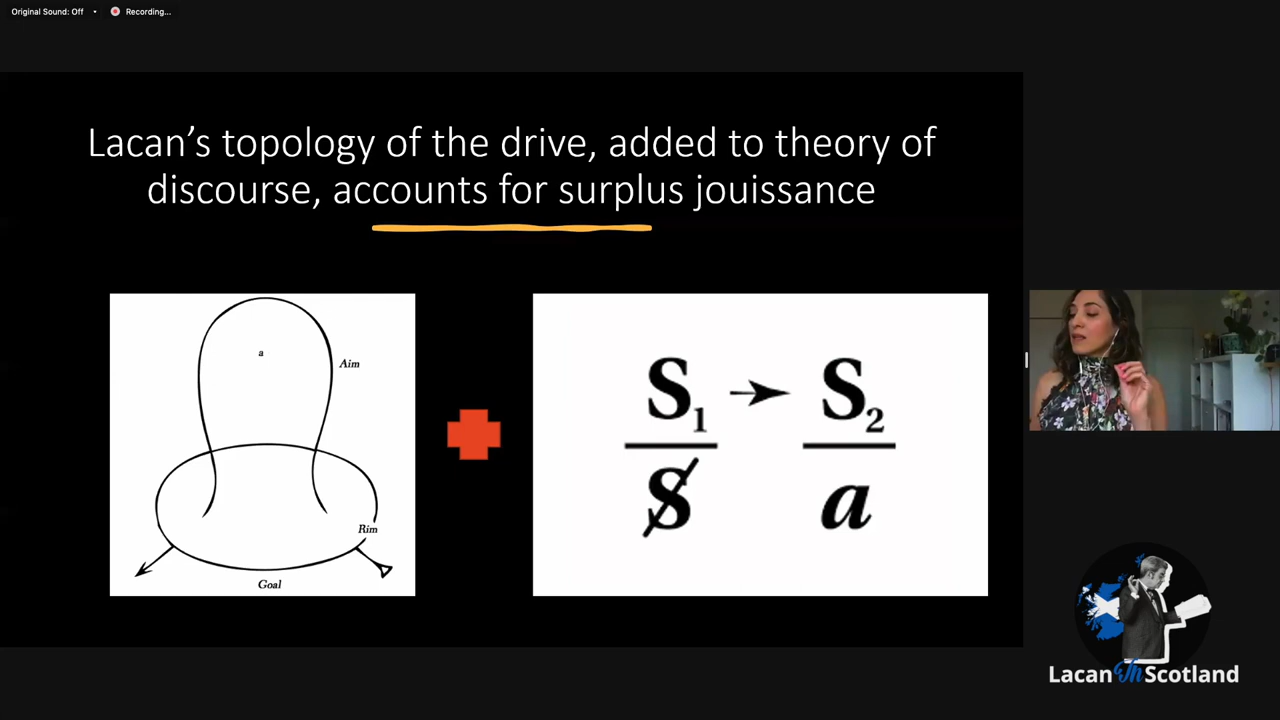 Original Sound: Off
Recording...
Lacan's topology of the drive, added to theory of
discourse, accounts for surplus jouissance
a
Aim
Rim
Goal
S₁ → S₂
$ a
Lacan In Scotland